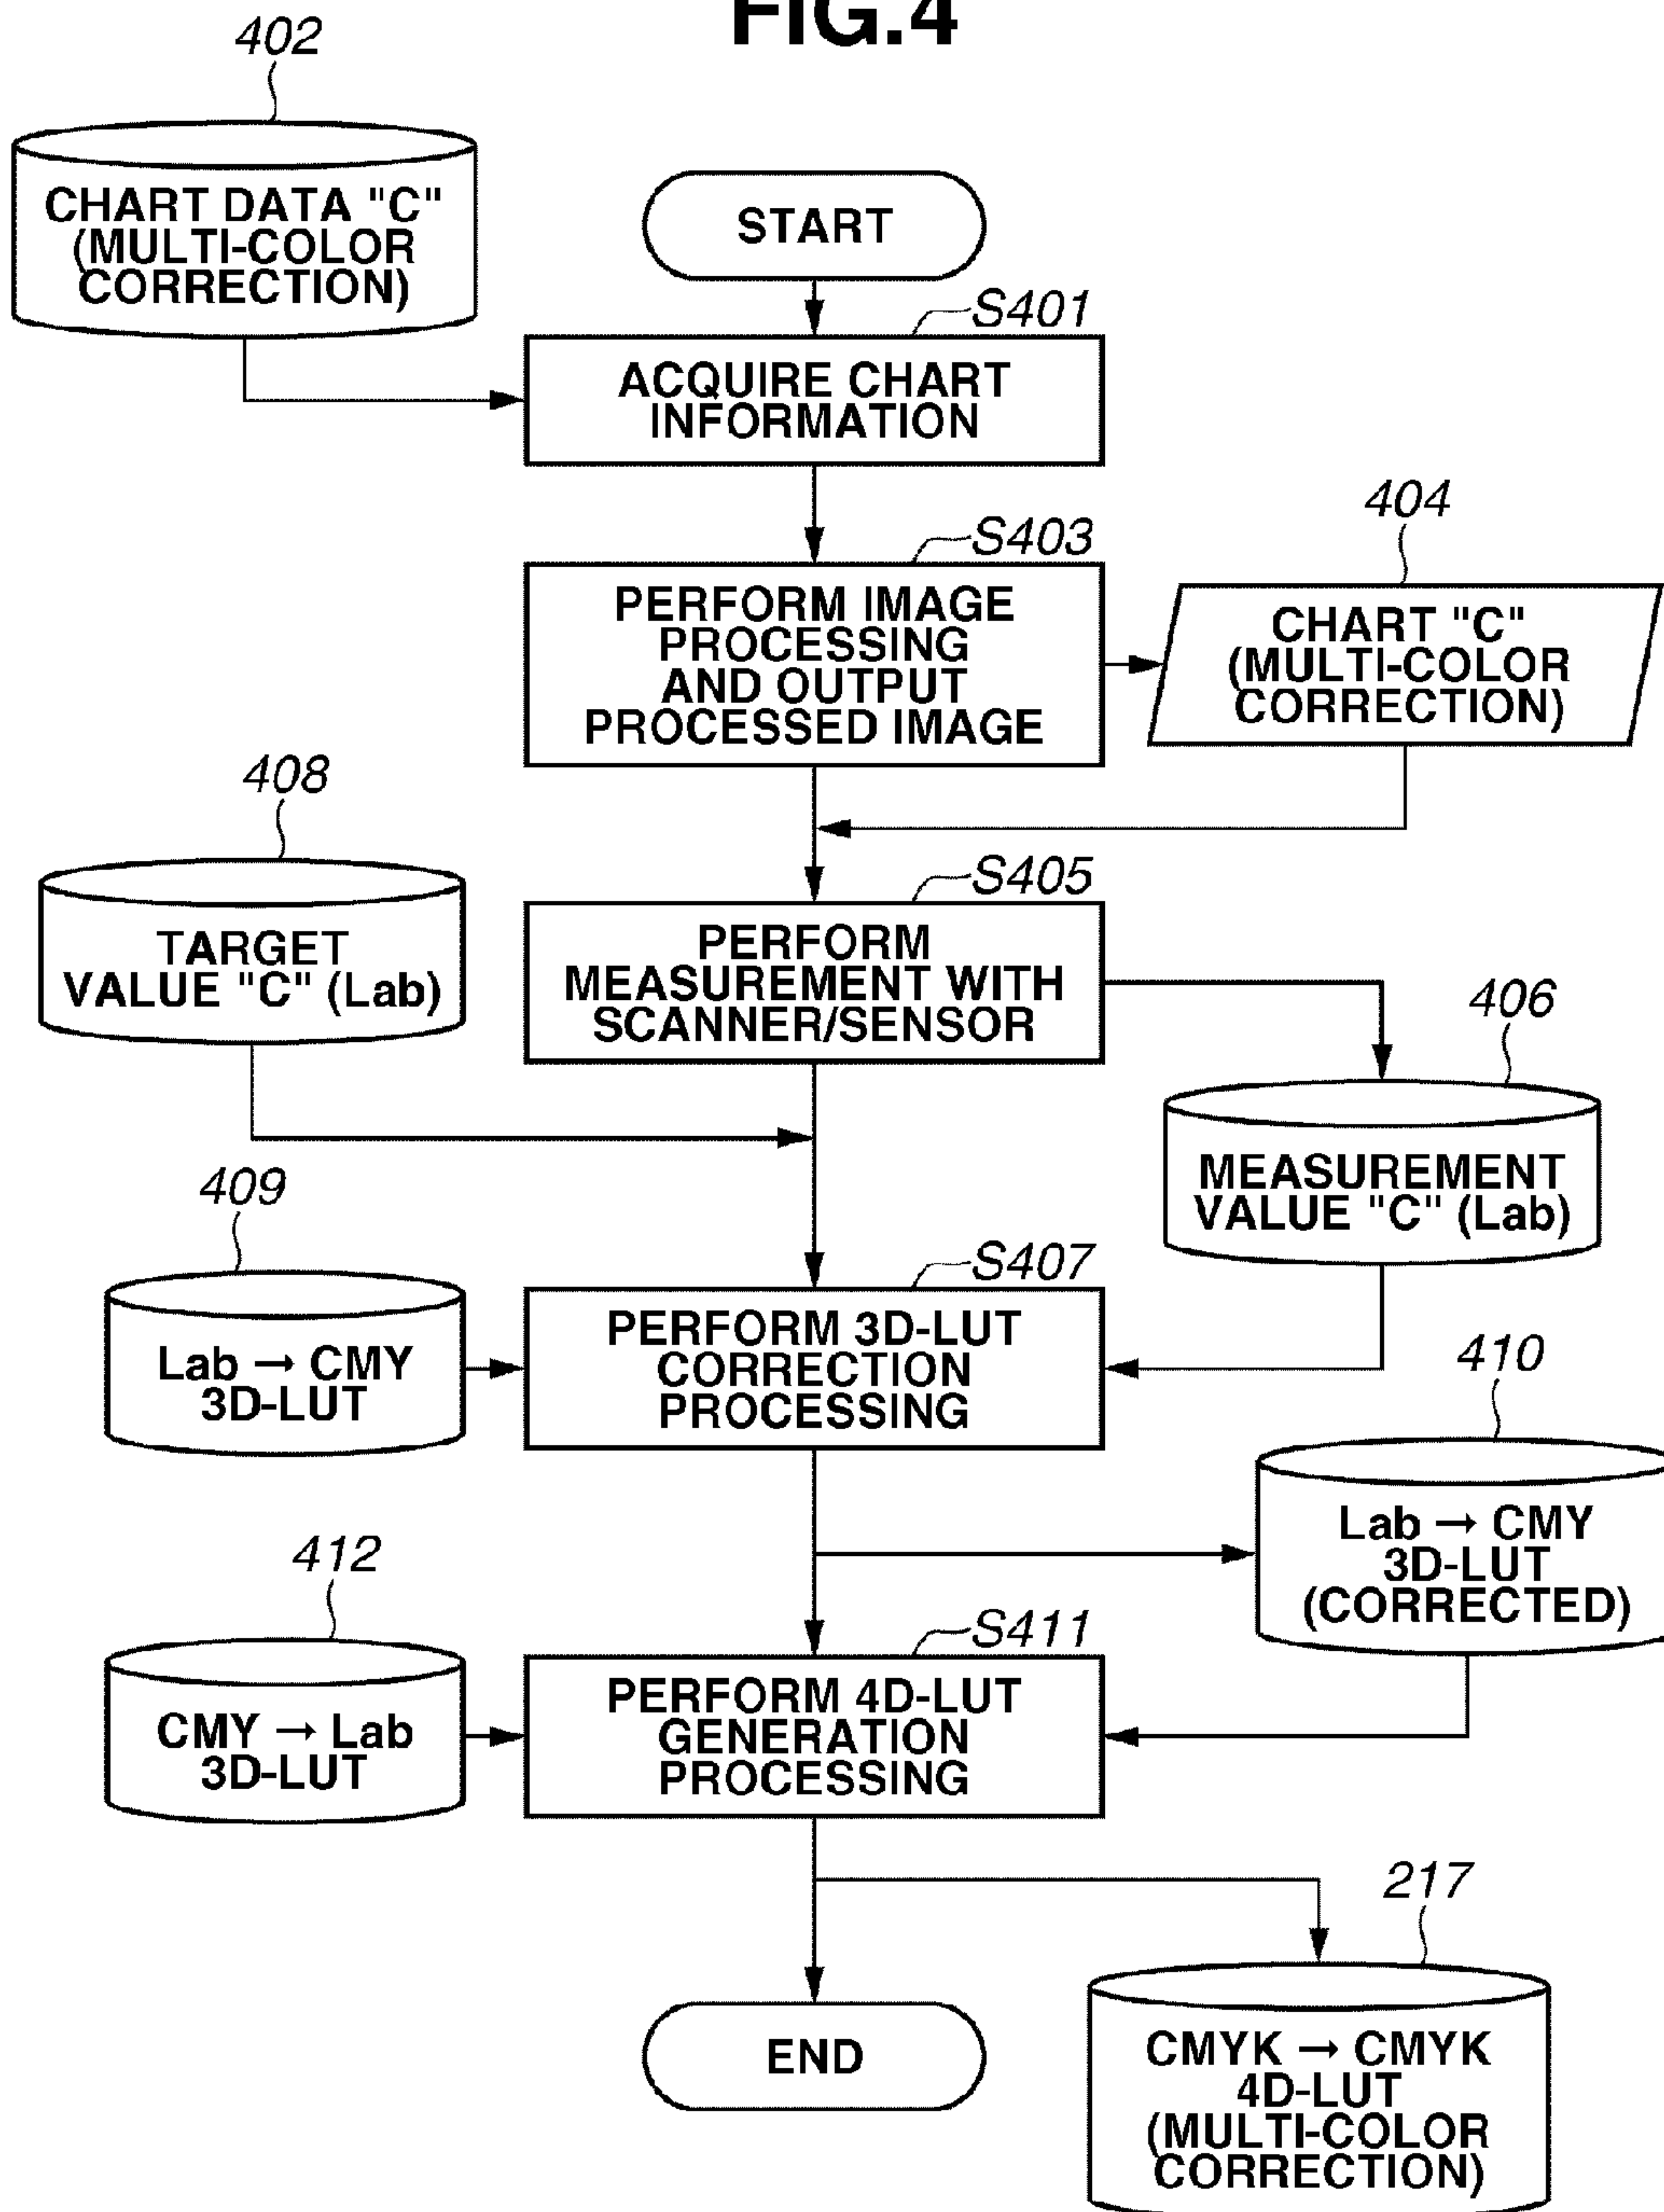 FIG.4
402
CHART DATA "C"
(MULTI-COLOR
CORRECTION)
START
S401
ACQUIRE CHART
INFORMATION
S403
PERFORM IMAGE
PROCESSING
AND OUTPUT
PROCESSED IMAGE
404
CHART "C"
(MULTI-COLOR
CORRECTION)
408
TARGET
VALUE "C" (Lab)
S405
PERFORM
MEASUREMENT WITH
SCANNER/SENSOR
406
MEASUREMENT
VALUE "C" (Lab)
409
Lab → CMY
3D-LUT
S407
PERFORM 3D-LUT
CORRECTION
PROCESSING
410
Lab → CMY
3D-LUT
(CORRECTED)
412
CMY → Lab
3D-LUT
S411
PERFORM 4D-LUT
GENERATION
PROCESSING
217
CMYK → CMYK
4D-LUT
(MULTI-COLOR
CORRECTION)
END